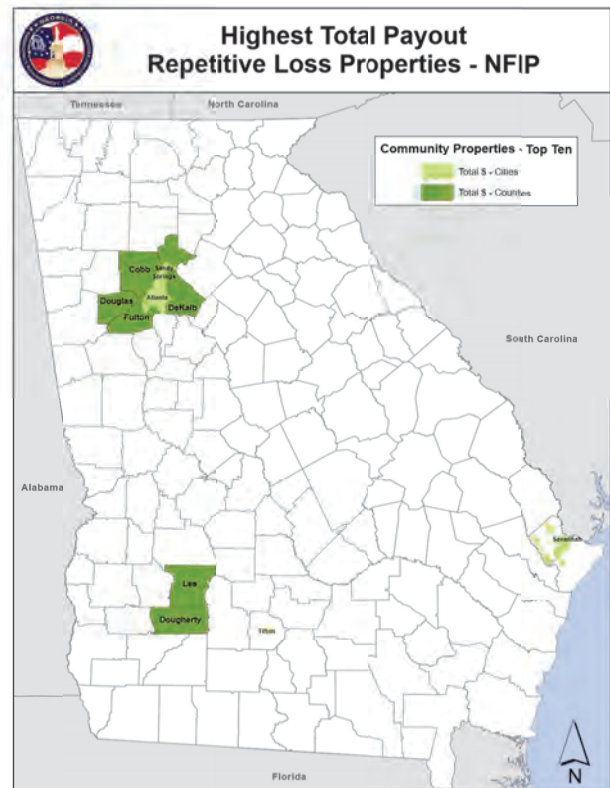 Highest Total Payout
Repetitive Loss Properties - NFIP
Tennessee
North Carolina
Community Properties - Top Ten
Total $ - Cities
Total $ - Counties
Cobb
Sandy
Springs
Douglas
Atlanta
DeKalb
Fulton
South Carolina
Alabama
Savannah
Lee
Dougherty
Tifton
Florida
N